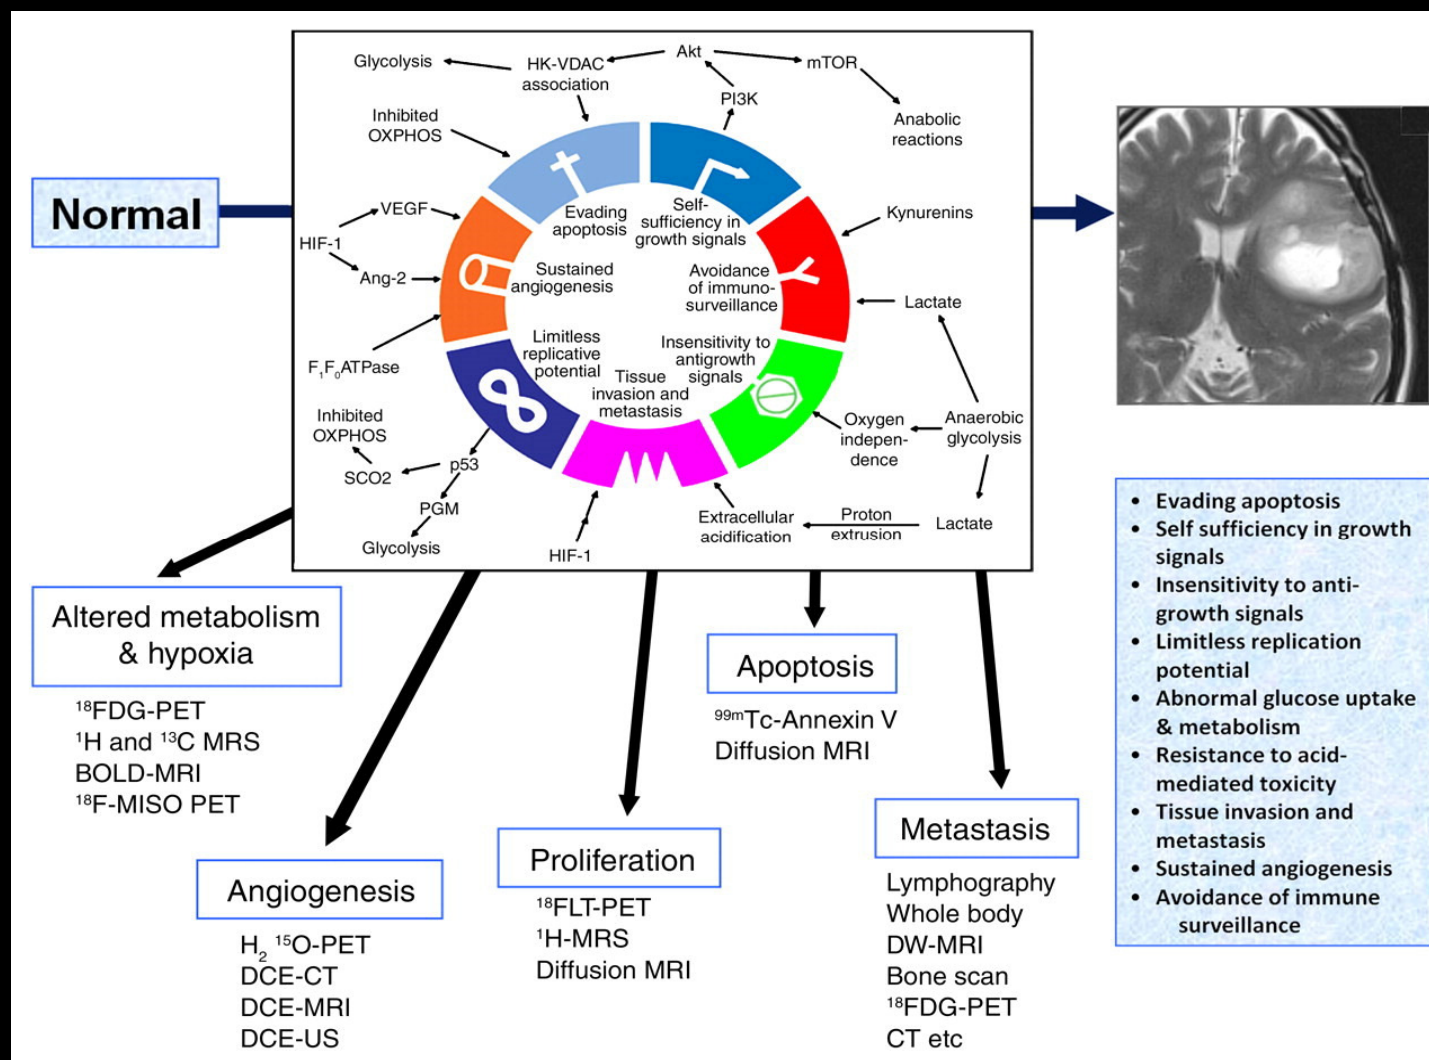 Normal
Glycolysis
HK-VDAC
association
Akt
mTOR
PI3K
Anabolic
reactions
Inhibited
OXPHOS
Evading
apoptosis
Self-
sufficiency in
growth signals
Kynurenins
VEGF
HIF-1
Ang-2
Sustained
angiogenesis
Avoidance
of immuno-
surveillance
Lactate
F₁F₀ATPase
Limitless
replicative
potential
Insensitivity to
antigrowth
signals
Tissue
invasion and
metastasis
Inhibited
OXPHOS
SCO2
p53
PGM
Glycolysis
HIF-1
Oxygen
indepen-
dence
Anaerobic
glycolysis
Extracellular
acidification
Proton
extrusion
Lactate
Altered metabolism
& hypoxia
¹⁸FDG-PET
¹H and ¹³C MRS
BOLD-MRI
¹⁸F-MISO PET
Angiogenesis
H₂ ¹⁵O-PET
DCE-CT
DCE-MRI
DCE-US
Proliferation
¹⁸FLT-PET
¹H-MRS
Diffusion MRI
Apoptosis
⁹⁹ᵐTc-Annexin V
Diffusion MRI
Metastasis
Lymphography
Whole body
DW-MRI
Bone scan
¹⁸FDG-PET
CT etc
• Evading apoptosis
• Self sufficiency in growth
signals
• Insensitivity to anti-
growth signals
• Limitless replication
potential
• Abnormal glucose uptake
& metabolism
• Resistance to acid-
mediated toxicity
• Tissue invasion and
metastasis
• Sustained angiogenesis
• Avoidance of immune
surveillance